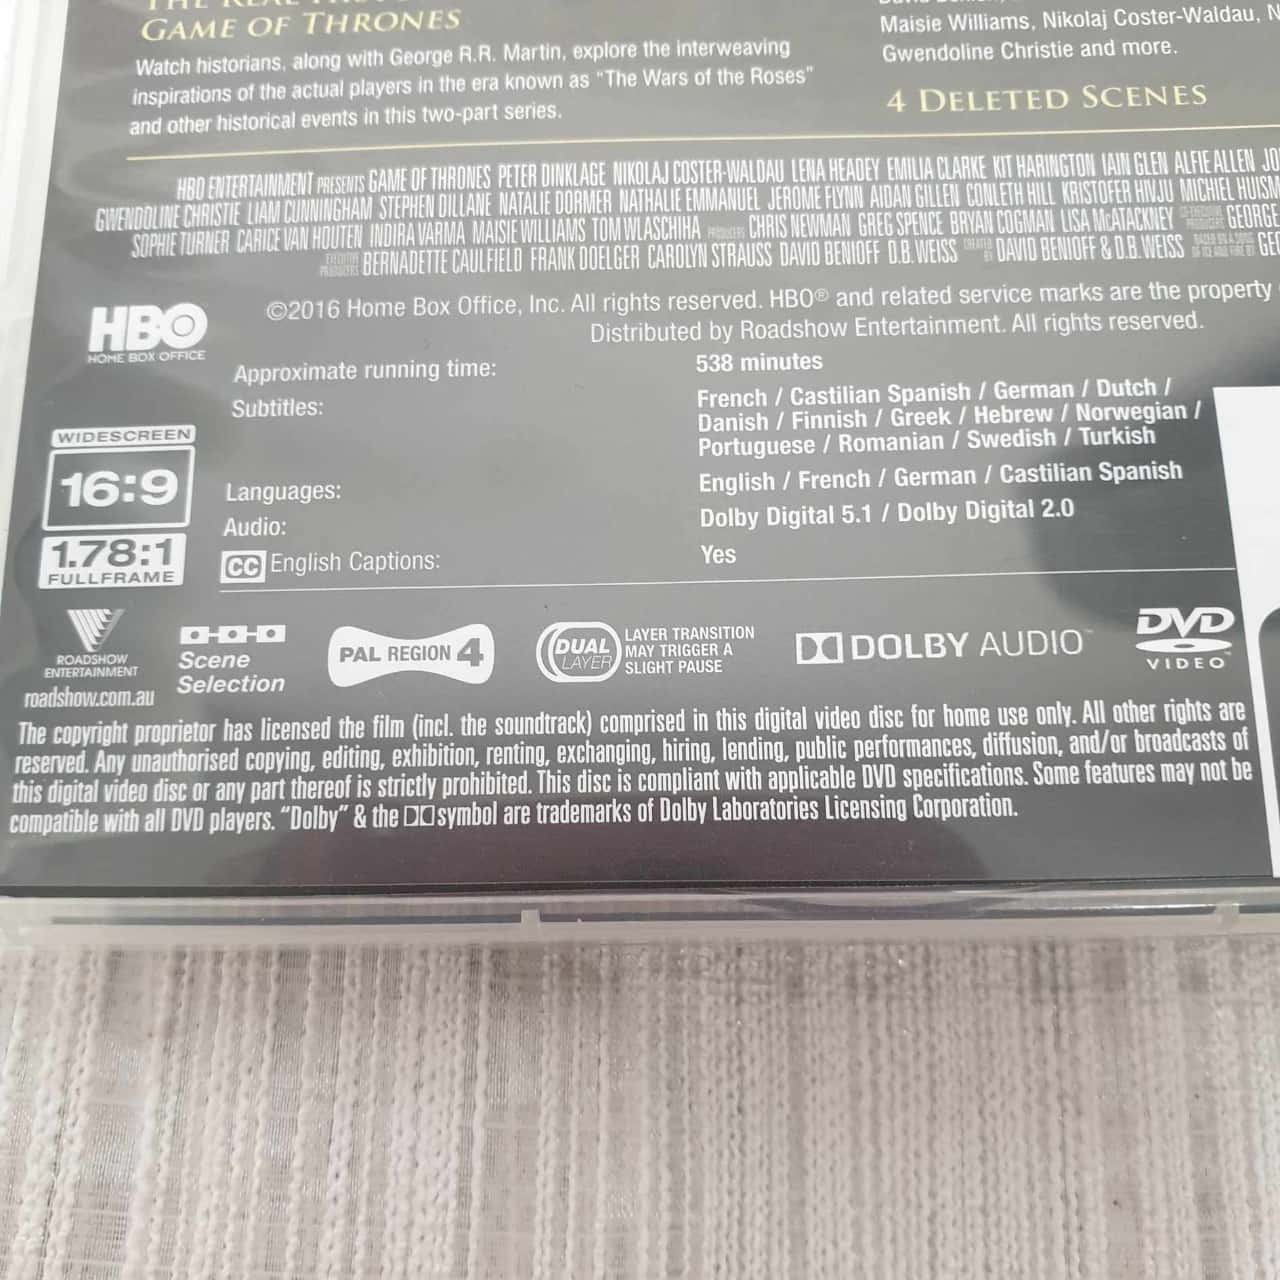 GAME OF THRONES
Watch historians, along with George R.R. Martin, explore the interweaving
inspirations of the actual players in the era known as "The Wars of the Roses"
and other historical events in this two-part series.
Maisie Williams, Nikolaj Coster-Waldau,
Gwendoline Christie and more.
4 DELETED SCENES
HBO ENTERTAINMENT PRESENTS GAME OF THRONES PETER DINKLAGE NIKOLAJ COSTER-WALDAU LENA HEADEY EMILIA CLARKE KIT HARINGTON IAIN GLEN ALFIE ALLEN
GWENDOLINE CHRISTIE LIAM CUNNINGHAM STEPHEN DILLANE NATALIE DORMER NATHALIE EMMANUEL JEROME FLYNN AIDAN GILLEN CONLETH HILL KRISTOFER HIVJU MICHIEL
SOPHIE TURNER CARICE VAN HOUTEN INDIRA VARMA MAISIE WILLIAMS TOM WLASCHIHA PRODUCERS CHRIS NEWMAN GREG SPENCE BRYAN COGMAN LISA McATACKNEY GEORGE
EXECUTIVE PRODUCERS BERNADETTE CAULFIELD FRANK DOELGER CAROLYN STRAUSS DAVID BENIOFF D.B. WEISS CREATED BY DAVID BENIOFF & D.B. WEISS
©2016 Home Box Office, Inc. All rights reserved. HBO® and related service marks are the property
Distributed by Roadshow Entertainment. All rights reserved.
HBO
HOME BOX OFFICE
Approximate running time: 538 minutes
Subtitles: French / Castilian Spanish / German / Dutch /
Danish / Finnish / Greek / Hebrew / Norwegian /
Portuguese / Romanian / Swedish / Turkish
Languages: English / French / German / Castilian Spanish
Audio: Dolby Digital 5.1 / Dolby Digital 2.0
CC English Captions: Yes
WIDESCREEN
16:9
1.78:1
FULLFRAME
ROADSHOW
ENTERTAINMENT
roadshow.com.au
Scene
Selection
PAL REGION 4
DUAL
LAYER
LAYER TRANSITION
MAY TRIGGER A
SLIGHT PAUSE
DOLBY AUDIO™
DVD
VIDEO™
The copyright proprietor has licensed the film (incl. the soundtrack) comprised in this digital video disc for home use only. All other rights are
reserved. Any unauthorised copying, editing, exhibition, renting, exchanging, hiring, lending, public performances, diffusion, and/or broadcasts of
this digital video disc or any part thereof is strictly prohibited. This disc is compliant with applicable DVD specifications. Some features may not be
compatible with all DVD players. "Dolby" & the symbol are trademarks of Dolby Laboratories Licensing Corporation.